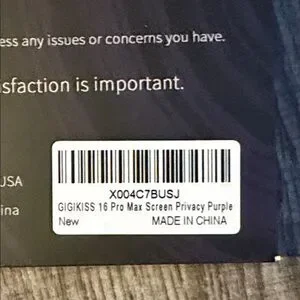 ess any issues or concerns you have.
sfaction is important.
USA
ina
X004C7BUSJ
GIGIKISS 16 Pro Max Screen Privacy Purple
New MADE IN CHINA